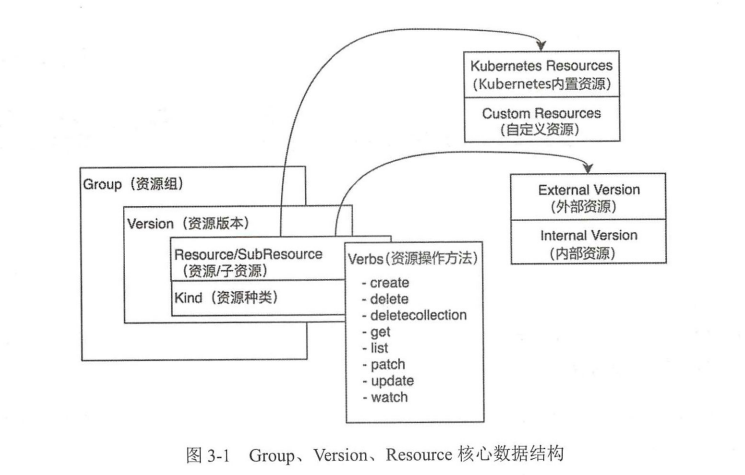 Kubernetes Resources
(Kubernetes内置资源)
Custom Resources
(自定义资源)
Group (资源组)
External Version
(外部资源)
Version (资源版本)
Internal Version
(内部资源)
Resource/SubResource
(资源/子资源)
Verbs(资源操作方法)
Kind (资源种类)
- create
- delete
- deletecollection
- get
- list
- patch
- update
- watch
图 3-1 Group、Version、Resource 核心数据结构